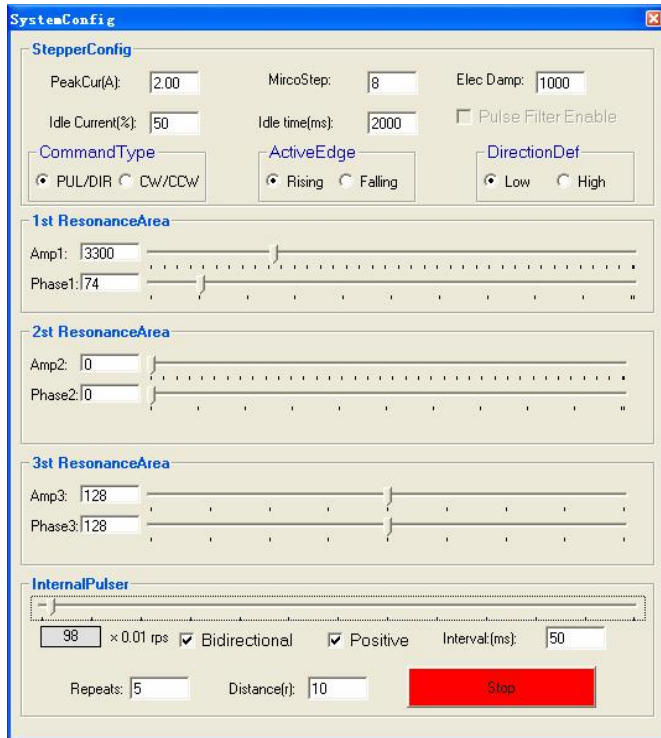 SystemConfig
StepperConfig
PeakCur(A): 2.00 MircoStep: 8 Elec Damp: 1000
Idle Current(%): 50 Idle time(ms): 2000 Pulse Filter Enable
CommandType ActiveEdge DirectionDef
PUL/DIR CW/CCW Rising Falling Low High
1st ResonanceArea
Amp1: 3300
Phase1: 74
2st ResonanceArea
Amp2: 0
Phase2: 0
3st ResonanceArea
Amp3: 128
Phase3: 128
InternalPulser
98 × 0.01 rps Bidirectional Positive Interval:(ms): 50
Repeats: 5 Distance(r): 10 Stop